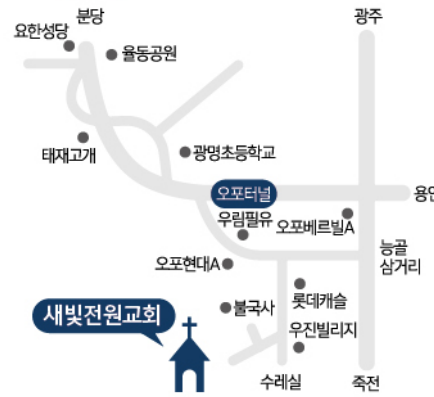 분당
광주
요한성당
율동공원
태재고개
광명초등학교
오포터널
우림필유
오포베르빌A
능골
삼거리
오포현대A
롯데캐슬
불국사
새빛전원교회
우진빌리지
수레실
죽전